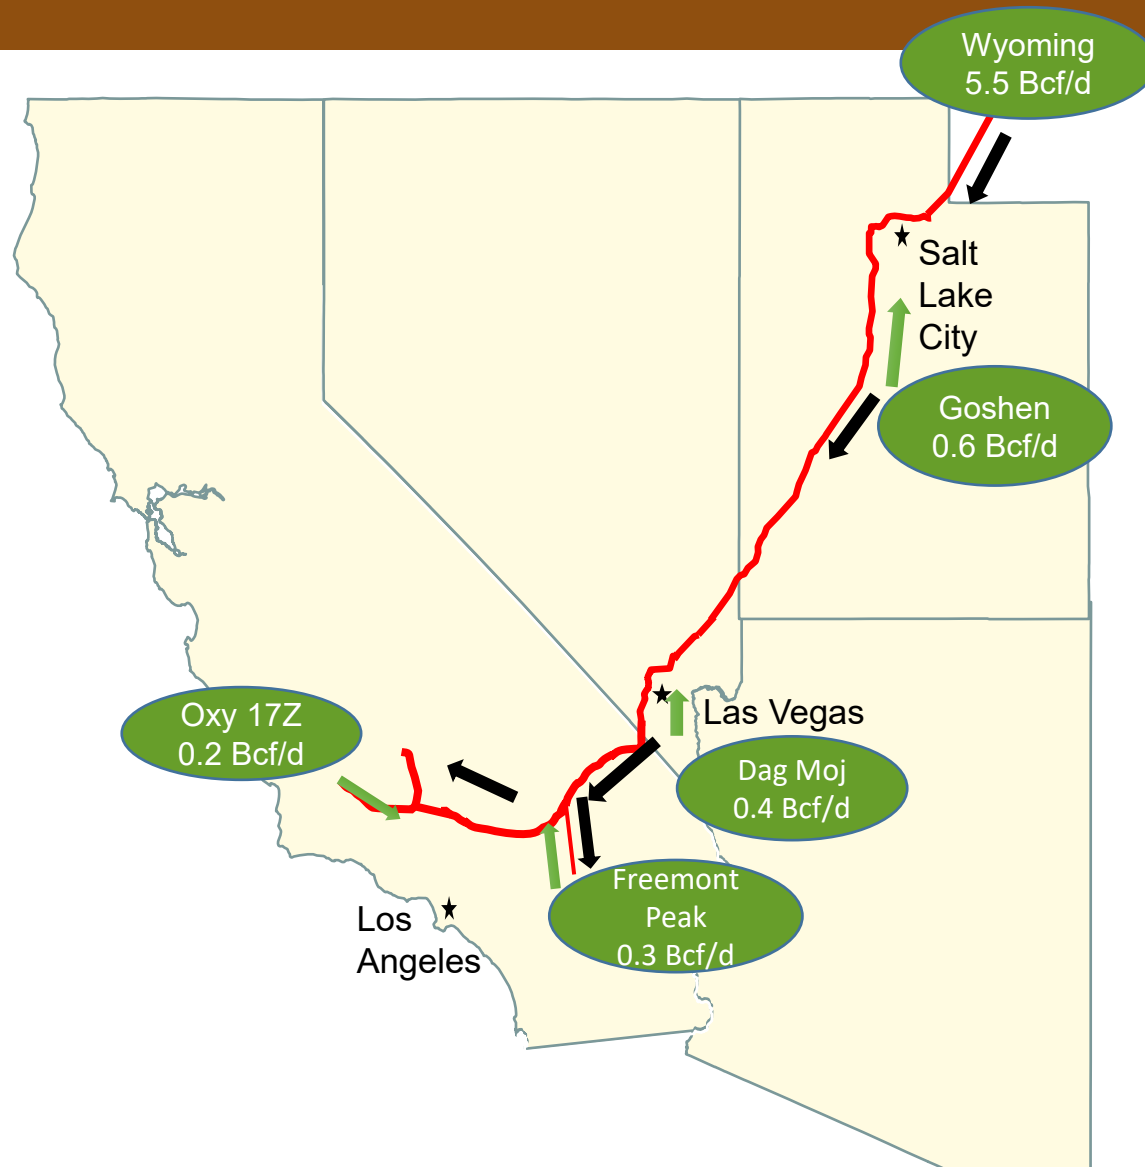 Wyoming
5.5 Bcf/d
Salt
Lake
City
Goshen
0.6 Bcf/d
Oxy 17Z
0.2 Bcf/d
Las Vegas
Dag Moj
0.4 Bcf/d
Freemont
Peak
0.3 Bcf/d
Los
Angeles